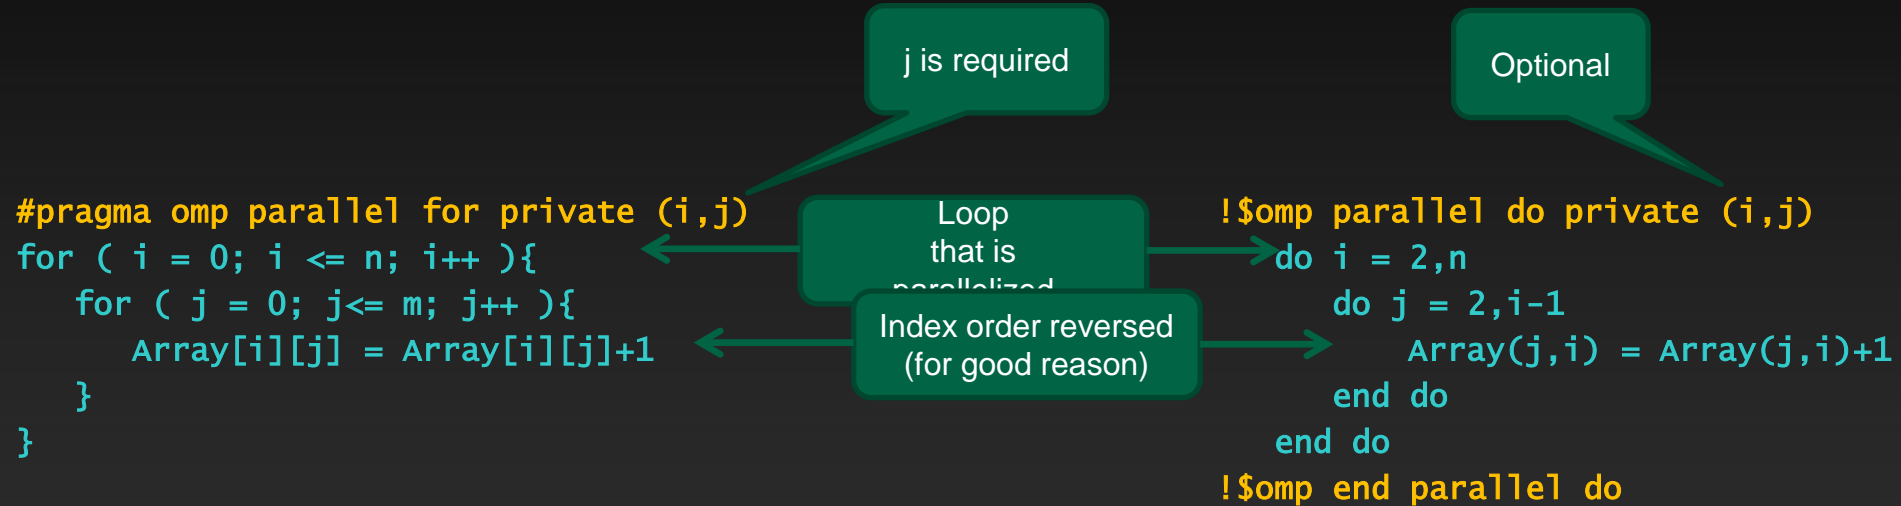 j is required
Optional
#pragma omp parallel for private (i,j)
for ( i = 0; i <= n; i++ ){
for ( j = 0; j<= m; j++ ){
Array[i][j] = Array[i][j]+1
}
}
Loop
that is
parallelized
Index order reversed
(for good reason)
!$omp parallel do private (i,j)
do i = 2,n
do j = 2,i-1
Array(j,i) = Array(j,i)+1
end do
end do
!$omp end parallel do